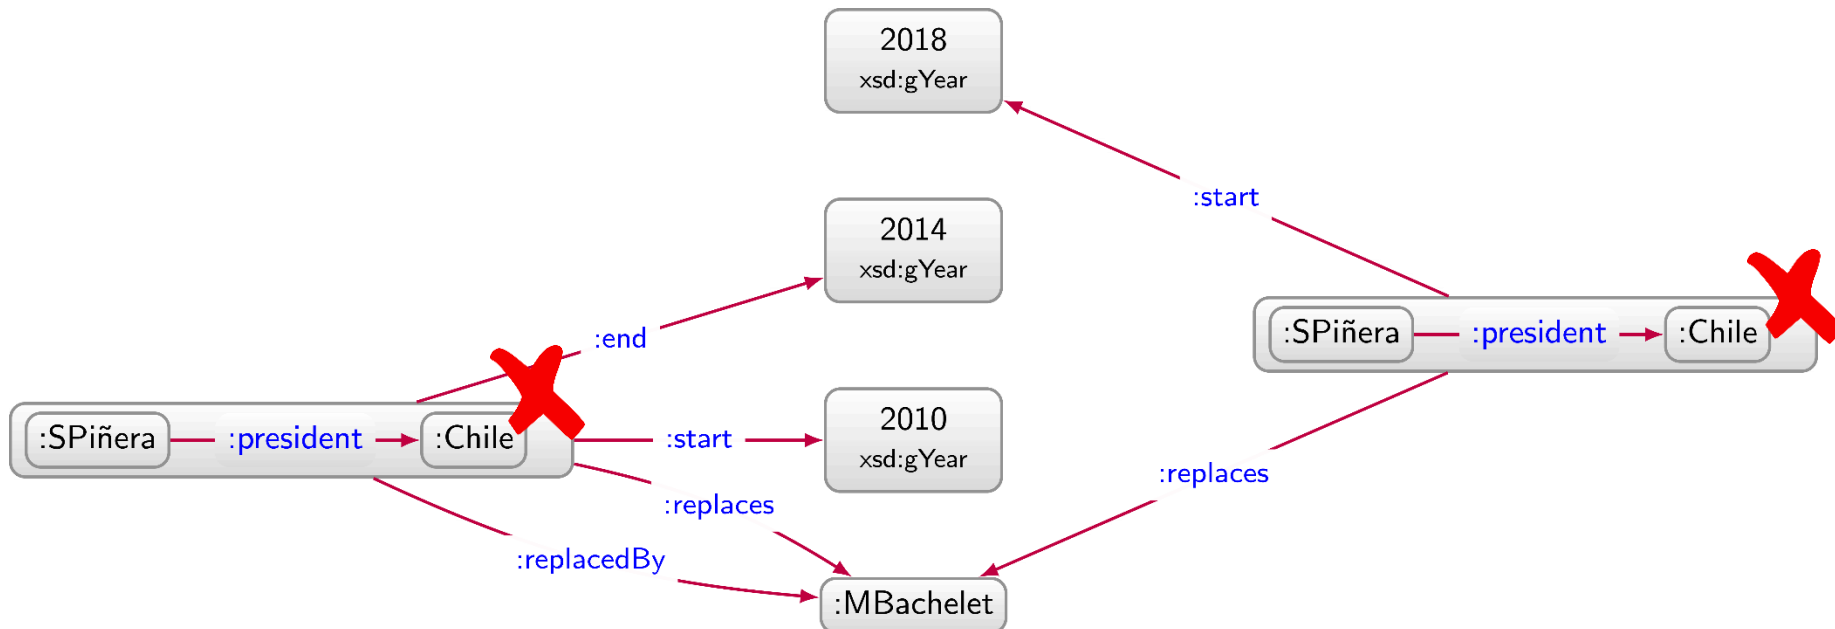 2018
xsd:gYear
:start
2014
xsd:gYear
:end
:SPiñera :president :Chile
:SPiñera :president :Chile
:start
2010
xsd:gYear
:replaces
:replaces
:replacedBy
:MBachelet